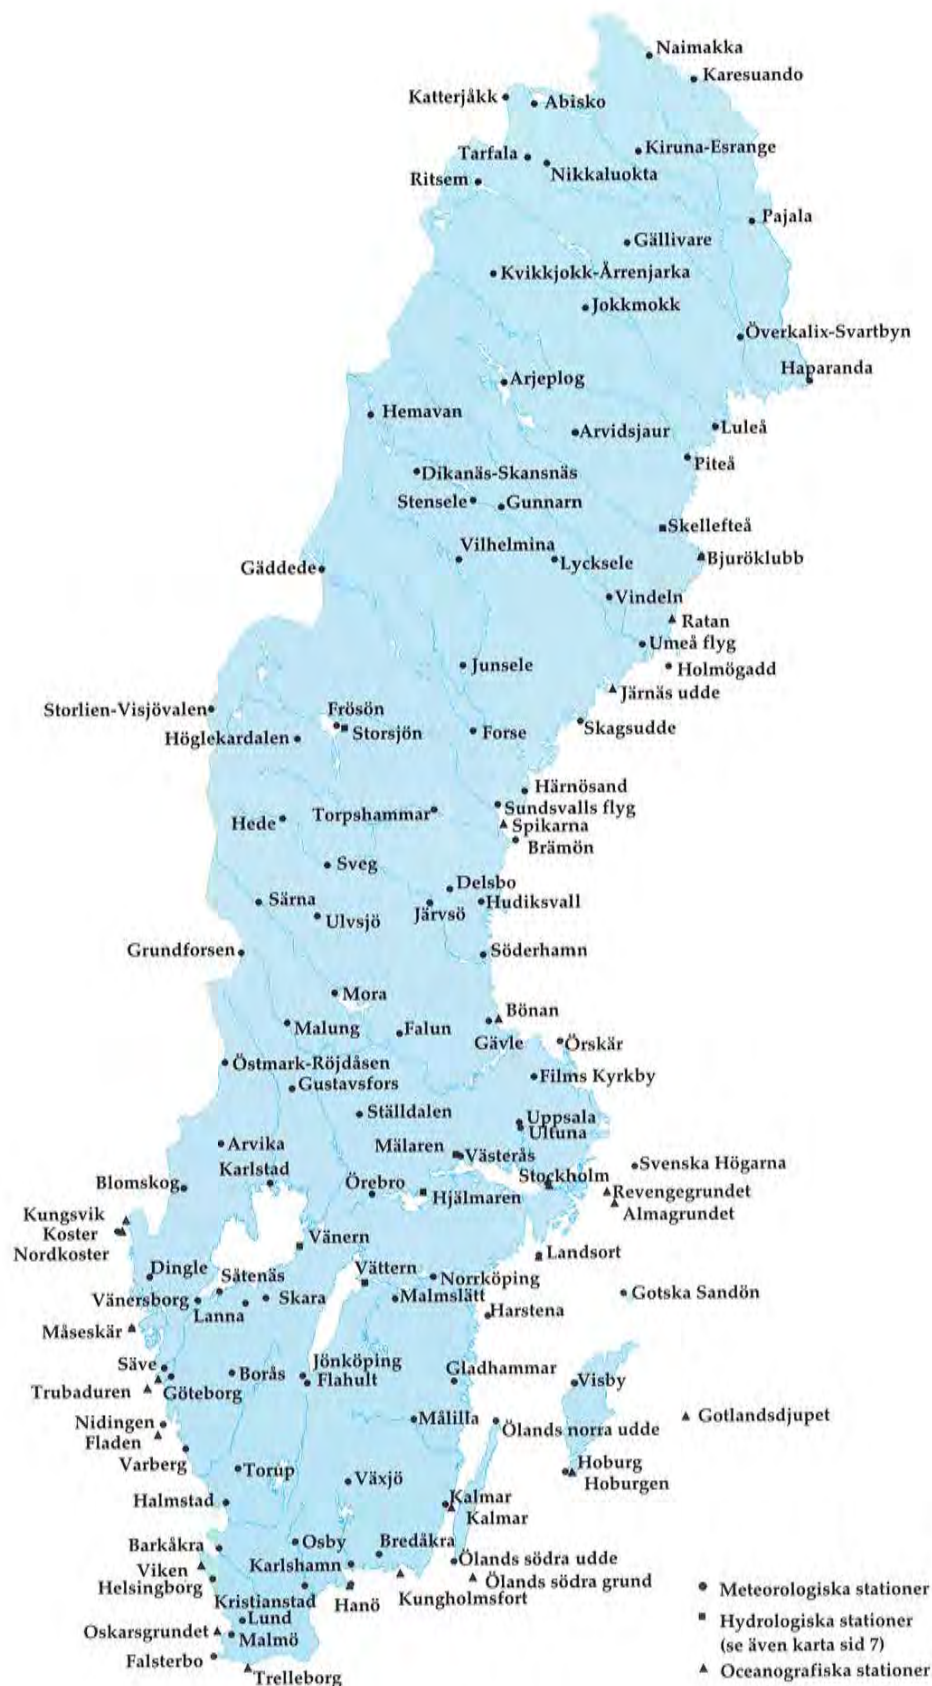 Naimakka
Karesuando
Katterjåkk
Abisko
Kiruna-Esrange
Tarfala
Nikkaluokta
Ritsem
Pajala
Gällivare
Kvikkjokk-Årrenjarka
Jokkmokk
Överkalix-Svartbyn
Haparanda
Arjeplog
Hemavan
Luleå
Arvidsjaur
Piteå
Dikanäs-Skansnäs
Stensele
Gunnarn
Skellefteå
Vilhelmina
Lycksele
Bjuröklubb
Gäddede
Vindeln
Ratan
Umeå flyg
Junsele
Holmögadd
Järnäs udde
Storlien-Visjövalen
Frösön
Storsjön
Forse
Skagsudde
Höglekardalen
Härnösand
Sundsvalls flyg
Torpshammar
Hede
Spikarna
Brämön
Sveg
Delsbo
Särna
Järvsö
Hudiksvall
Ulvsjö
Grundforsen
Söderhamn
Mora
Bönan
Malung
Falun
Gävle
Örskär
Östmark-Röjdåsen
Films Kyrkby
Gustavsfors
Ställdalen
Uppsala
Ultuna
Arvika
Mälaren
Västerås
Karlstad
Svenska Högarna
Stockholm
Blomskog
Örebro
Hjälmaren
Revengegrundet
Almagrundet
Kungsvik
Koster
Nordkoster
Vänern
Landsort
Dingle
Såtenäs
Vättern
Norrköping
Vänersborg
Lanna
Skara
Malmslätt
Gotska Sandön
Harstena
Måseskär
Säve
Borås
Jönköping
Flahult
Gladhammar
Visby
Trubaduren
Göteborg
Nidingen
Målilla
Ölands norra udde
Gotlandsdjupet
Fladen
Varberg
Torup
Växjö
Hoburg
Hoburgen
Halmstad
Kalmar
Kalmar
Barkåkra
Osby
Bredåkra
Viken
Karlshamn
Ölands södra udde
Helsingborg
Kristianstad
Hanö
Kungholmsfort
Ölands södra grund
Lund
Oskarsgrundet
Malmö
Falsterbo
Trelleborg
Meteorologiska stationer
Hydrologiska stationer
(se även karta sid 7)
Oceanografiska stationer